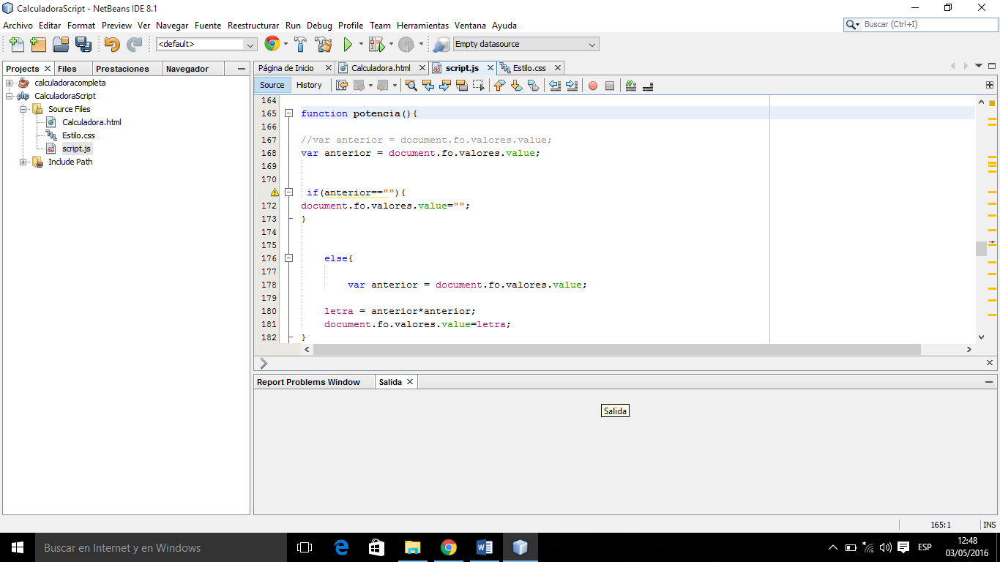 CalculadoraScript - NetBeans IDE 8.1
Archivo Editar Format Preview Ver Navegar Fuente Reestructurar Run Debug Profile Team Herramientas Ventana Ayuda
Buscar (Ctrl+I)
<default>
Empty datasource
Projects Files Prestaciones Navegador
calculadoracompleta
CalculadoraScript
Source Files
Calculadora.html
Estilo.css
script.js
Include Path
Página de Inicio Calculadora.html script.js Estilo.css
Source History
164
165 function potencia(){
166
167 //var anterior = document.fo.valores.value;
168 var anterior = document.fo.valores.value;
169
170
if(anterior==""){
172 document.fo.valores.value="";
173 }
174
175
176 else{
177
178 var anterior = document.fo.valores.value;
179
180 letra = anterior*anterior;
181 document.fo.valores.value=letra;
182 }
Report Problems Window Salida
Salida
165:1 INS
Buscar en Internet y en Windows
ESP
12:48
03/05/2016